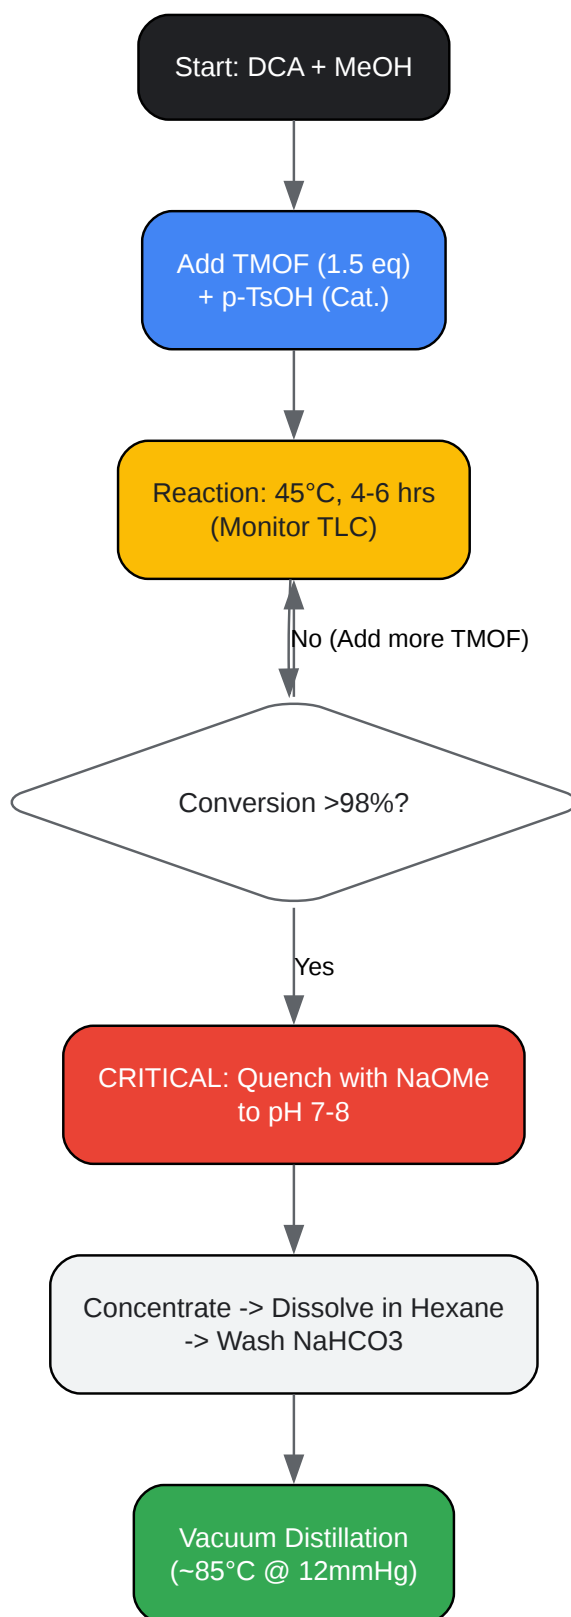 Start: DCA + MeOH
Add TMOF (1.5 eq)
+ p-TsOH (Cat.)
Reaction: 45°C, 4-6 hrs
(Monitor TLC)
No (Add more TMOF)
Conversion >98%?
Yes
CRITICAL: Quench with NaOMe
to pH 7-8
Concentrate -> Dissolve in Hexane
-> Wash NaHCO3
Vacuum Distillation
(~85°C @ 12mmHg)